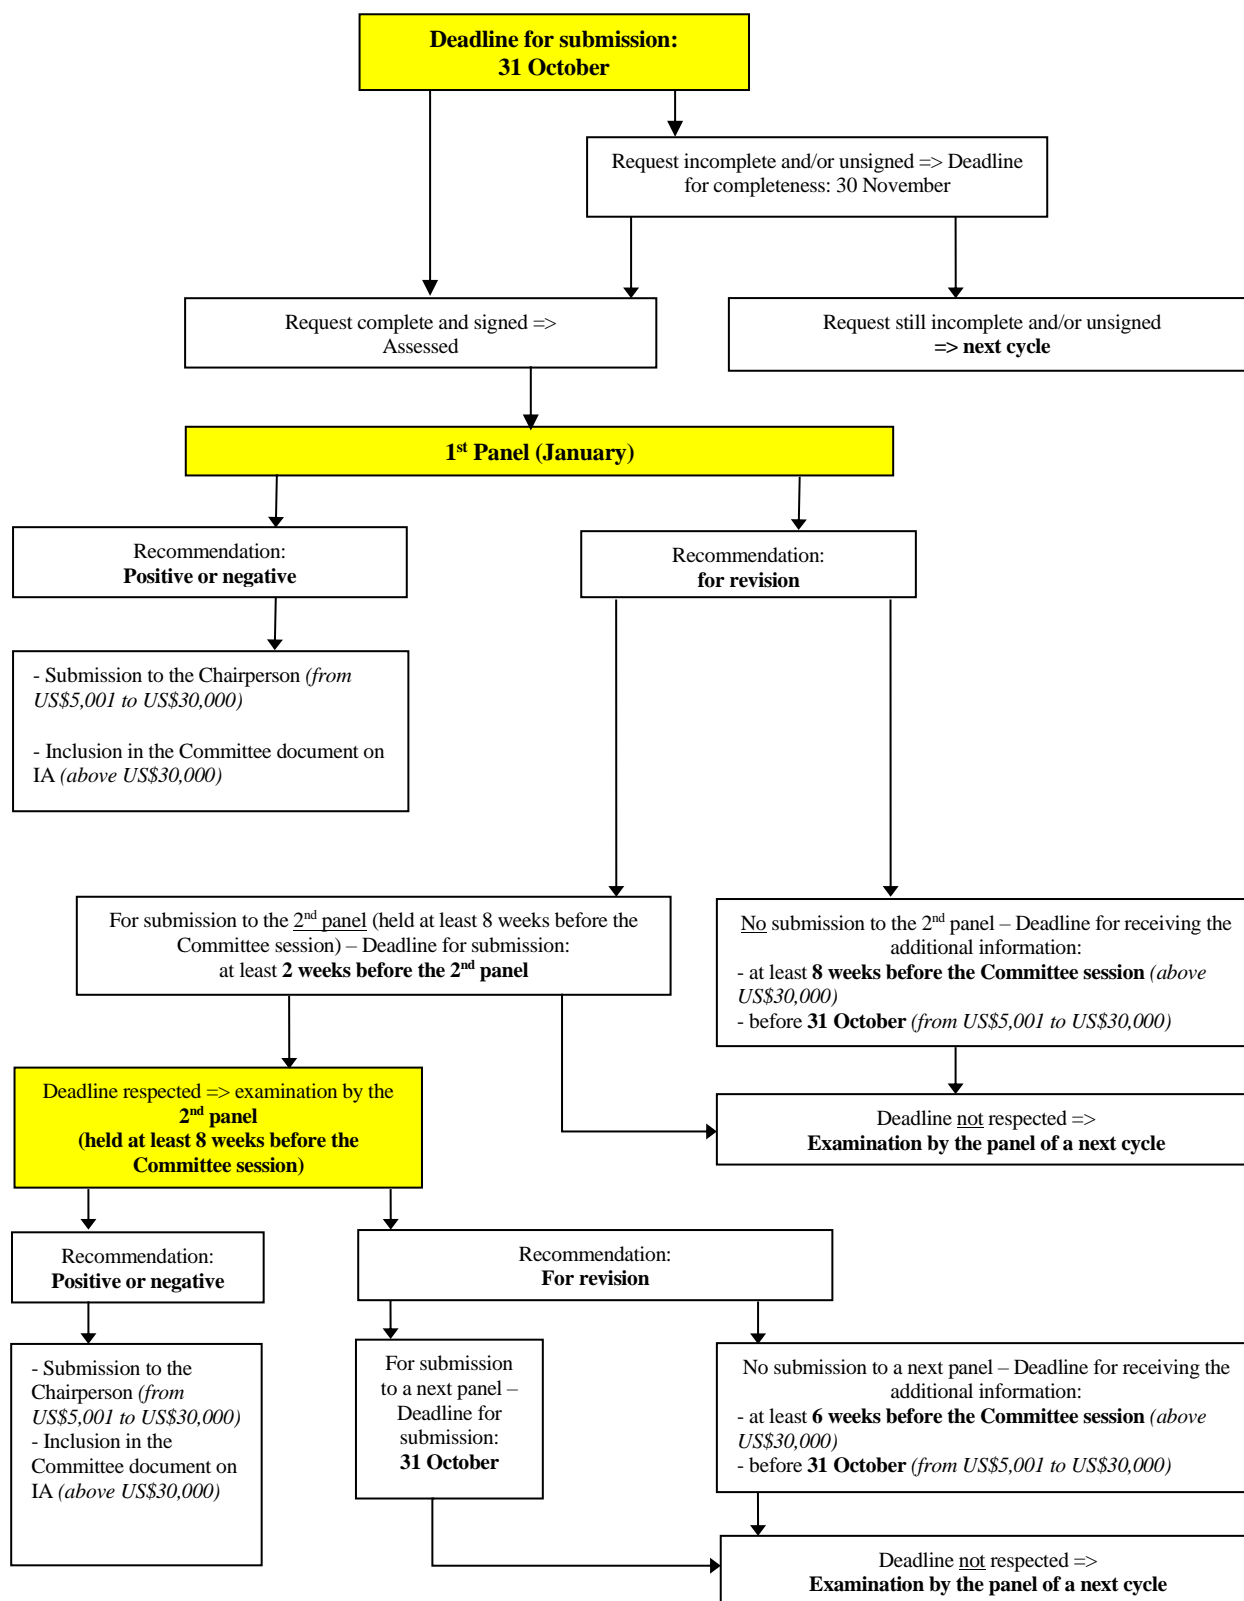 Deadline for submission:
31 October
Request incomplete and/or unsigned => Deadline
for completeness: 30 November
Request complete and signed =>
Assessed
Request still incomplete and/or unsigned
=> next cycle
1st Panel (January)
Recommendation:
Positive or negative
Recommendation:
for revision
- Submission to the Chairperson (from
US$5,001 to US$30,000)
- Inclusion in the Committee document on
IA (above US$30,000)
For submission to the 2nd panel (held at least 8 weeks before the
Committee session) – Deadline for submission:
at least 2 weeks before the 2nd panel
No submission to the 2nd panel – Deadline for receiving the
additional information:
- at least 8 weeks before the Committee session (above
US$30,000)
- before 31 October (from US$5,001 to US$30,000)
Deadline respected => examination by the
2nd panel
(held at least 8 weeks before the
Committee session)
Deadline not respected =>
Examination by the panel of a next cycle
Recommendation:
Positive or negative
Recommendation:
For revision
- Submission to the
Chairperson (from
US$5,001 to US$30,000)
- Inclusion in the
Committee document on
IA (above US$30,000)
For submission
to a next panel –
Deadline for
submission:
31 October
No submission to a next panel – Deadline for receiving the
additional information:
- at least 6 weeks before the Committee session (above
US$30,000)
- before 31 October (from US$5,001 to US$30,000)
Deadline not respected =>
Examination by the panel of a next cycle